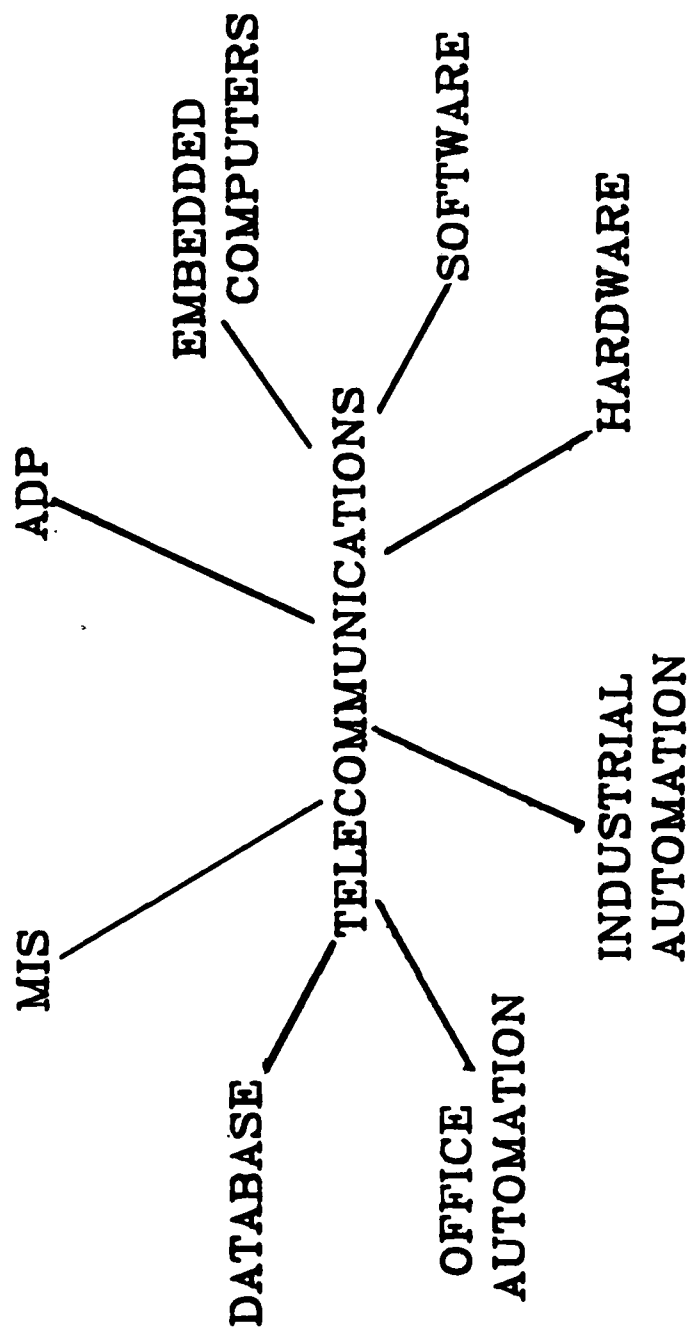 MIS
ADP
DATABASE
EMBEDDED
COMPUTERS
TELECOMMUNICATIONS
OFFICE
AUTOMATION
SOFTWARE
INDUSTRIAL
AUTOMATION
HARDWARE